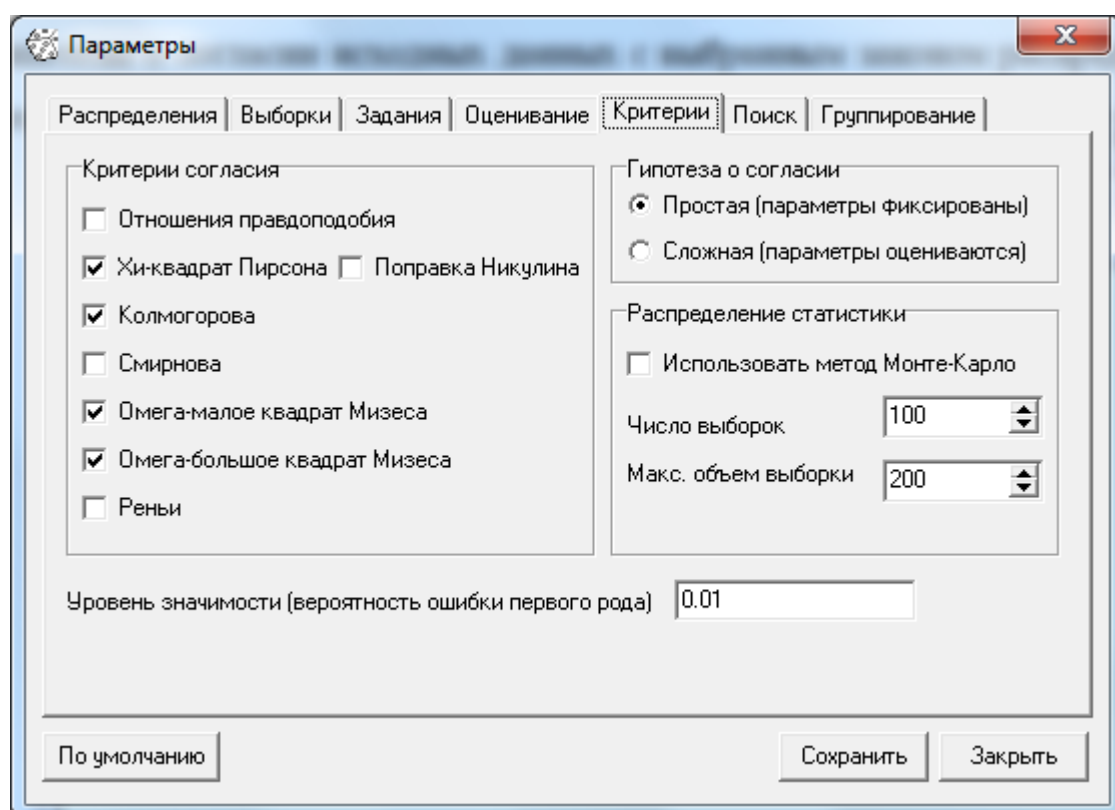 Параметры
Распределения Выборки Задания Оценивание Критерии Поиск Группирование
Критерии согласия
Отношения правдоподобия
Хи-квадрат Пирсона Поправка Никулина
Колмогорова
Смирнова
Омега-малое квадрат Мизеса
Омега-большое квадрат Мизеса
Реньи
Гипотеза о согласии
Простая (параметры фиксированы)
Сложная (параметры оцениваются)
Распределение статистики
Использовать метод Монте-Карло
Число выборок 100
Макс. объем выборки 200
Уровень значимости (вероятность ошибки первого рода) 0.01
По умолчанию Сохранить Закрыть